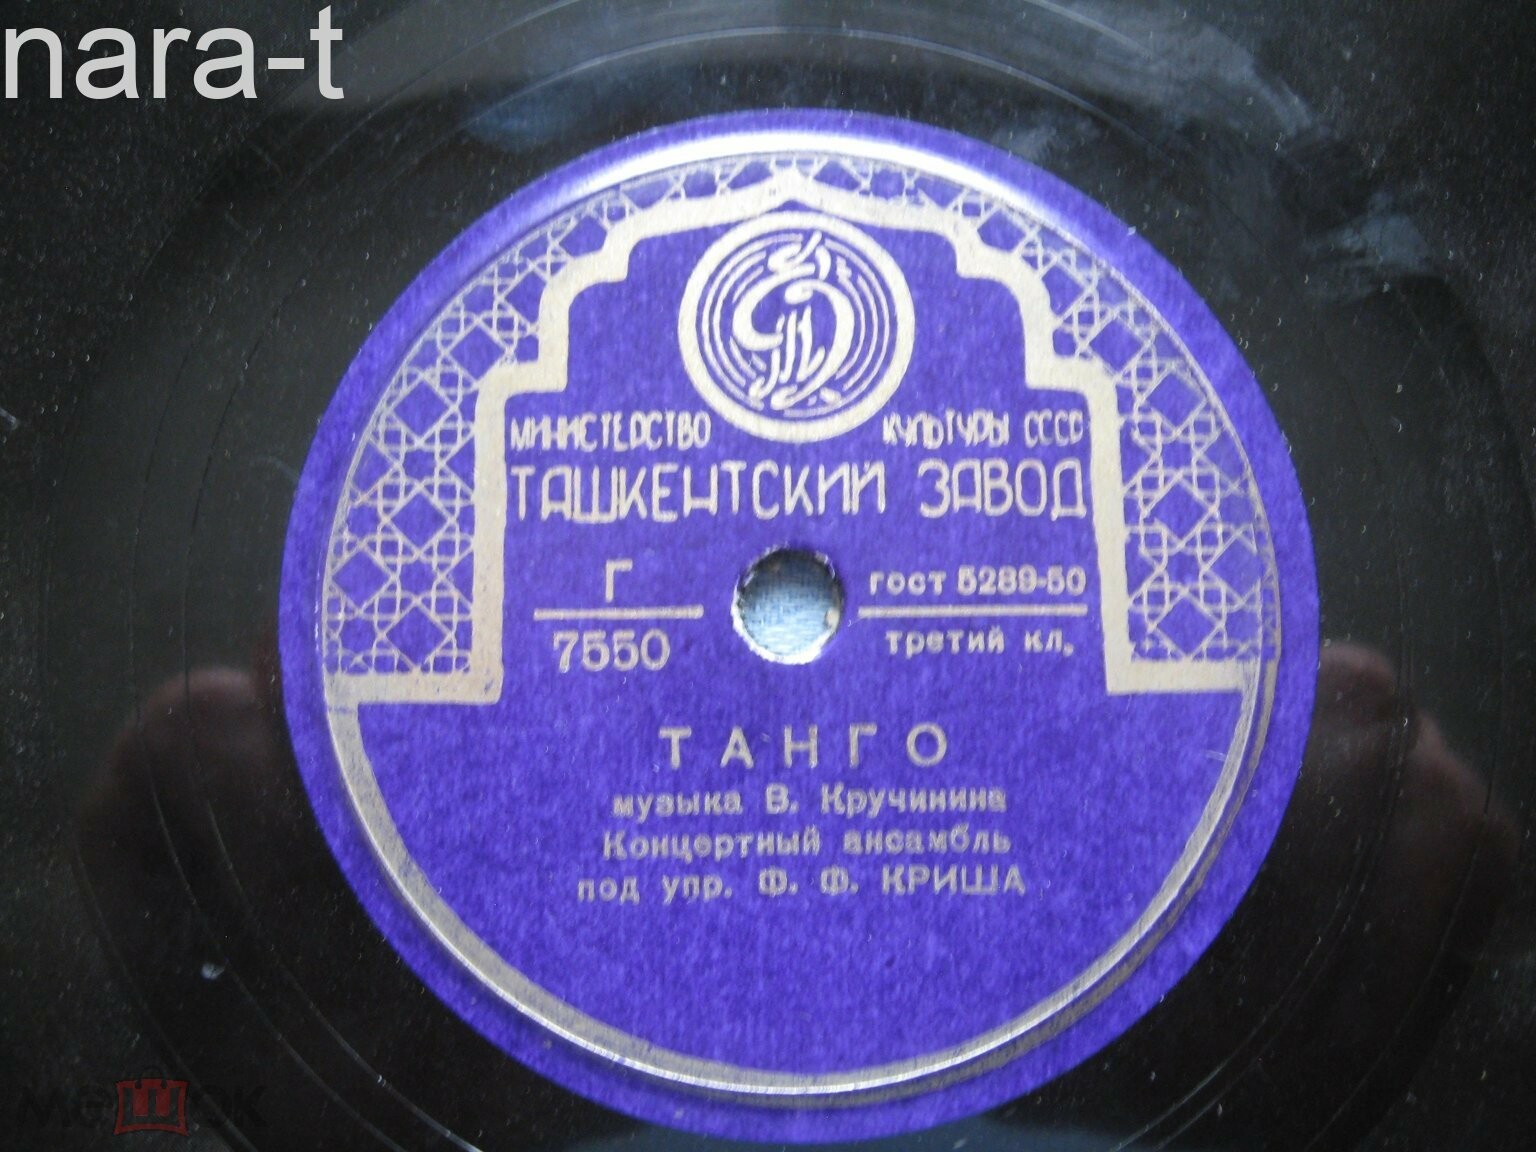 nara-t
МИНИСТЕРСТВО КУЛЬТУРЫ СССР
ТАШКЕНТСКИЙ ЗАВОД
Г
7550
гост 5289-50
третий кл.
ТАНГО
музыка В. Кручинина
Концертный ансамбль
под упр. Ф. Ф. КРИША
мешок